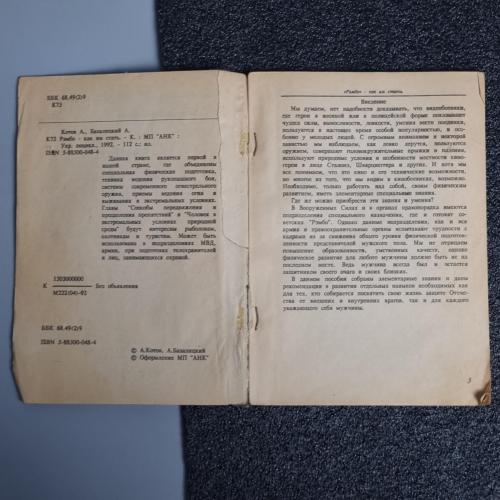 ББК 68.49(2)9
К73
Котов А., Базалицкий А.
К73 Рэмбо - как им стать. - К. : МП "АНК" :
Укр. лицеил., 1992. - 112 с: ил.
ISBN 5-88500-048-4
Данная книга является первой в
нашей стране, где объединены
специальная физическая подготовка,
техника ведения рукопашного боя,
система современного огнестрельного
оружия, приемы ведения огня и
выживания в экстремальных условиях.
Главы "Способы передвижения и
преодоления препятствий" и "Человек в
экстремальных условиях природной
среды" будут интересны рыболовам,
охотникам и туристам. Может быть
использована в подразделениях МВД,
армии, при подготовке телохранителей
и лиц, занимающихся охраной.
1303000000
К Без объявления
М222(04)-92
ББК 68.49(2)9
ISBN 5-88500-048-4
© А.Котов, А.Базалицкий
© Оформление МП "АНК"
«Рэмбо» - как им стать
Введение
Мы думаем, нет надобности доказывать, что видеобоевики,
где герои в военной или в полицейской форме показывают
чудеса силы, выносливости, ловкости, умения вести поединки,
пользуются в настоящее время особой популярностью, и осо-
бенно у молодых людей. С огромным вниманием и некоторой
завистью мы наблюдаем, как ловко дерутся, пользуются
оружием, совершают головокружительные прыжки и падения,
используют природные условия и особенности местности кино-
герои в лице Сталлоне, Шварценеггера и других. И хотя мы
все понимаем, что это кино и его технические возможности,
но многое из того, что мы видим в кинобоевиках, возможно.
Необходимо, только работать над собой, своим физическим
развитием, иметь элементарные специальные знания.
Где же можно приобрести эти знания и умения?
В Вооруженных Силах и в органах правопорядка имеются
подразделения специального назначения, где и готовят со-
ветских "Рэмбо". Однако данные подразделения, как и вся
армия и правоохранительные органы испытывают трудности с
кадрами из-за снижения общего уровня физической подготов-
ленности представителей мужского пола. Мы не отрицаем
повышение образованности, умственных качеств, однако
физическое развитие для любого мужчины должно быть не на
последнем месте. Ведь мужчина всегда был и остается
защитником своего очага и своих близких.
В данном пособии собраны элементарные знания и даны
рекомендации в развитии отдельных навыков необходимых как
для тех, кто собирается посвятить свою жизнь защите Отечес-
тва от внешних и внутренних врагов, так и для каждого
уважающего себя мужчины.
3